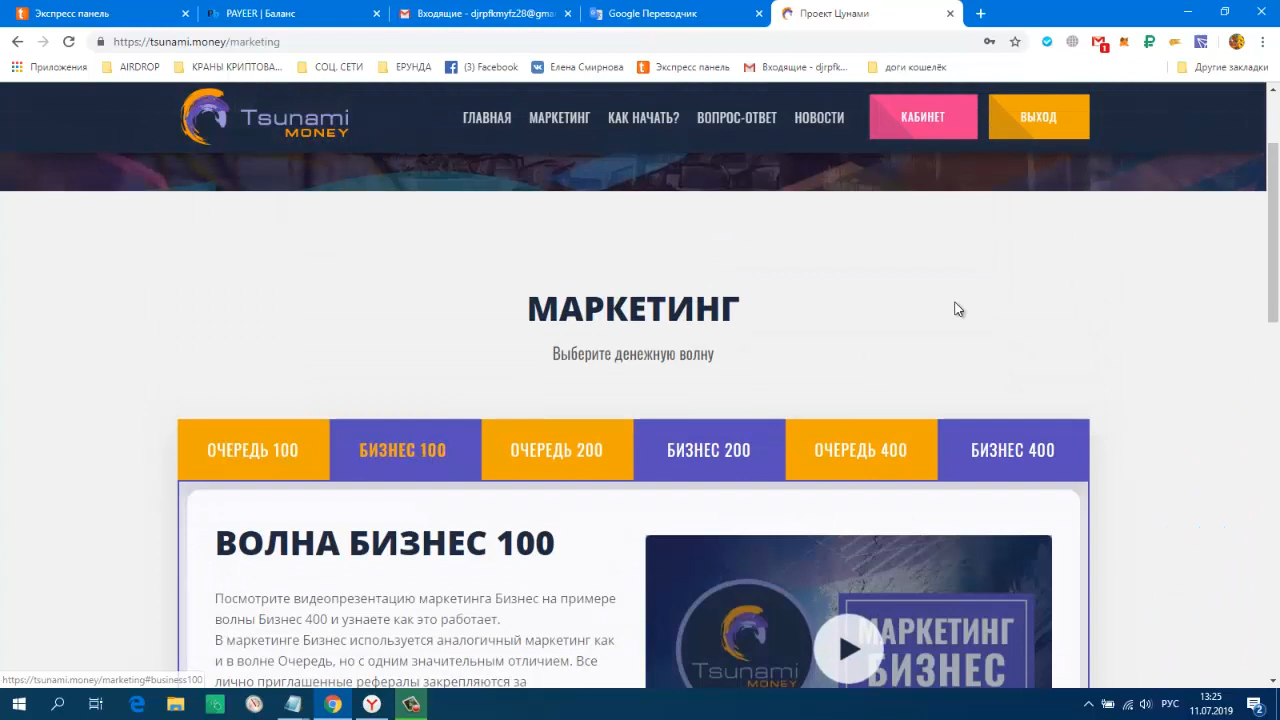 Экспресс панель
PAYEER | Баланс
Входящие - djrpfkmyfz28@gma
Google Переводчик
Проект Цунами
https://tsunami.money/marketing
1
Приложения
AIRDROP
КРАНЫ КРИПТОВА...
СОЦ. СЕТИ
ЕРУНДА
(3) Facebook
Елена Смирнова
Экспресс панель
Входящие - djrpfk...
доги кошелёк
Другие закладки
Tsunami
MONEY
ГЛАВНАЯ
МАРКЕТИНГ
КАК НАЧАТЬ?
ВОПРОС-ОТВЕТ
НОВОСТИ
КАБИНЕТ
ВЫХОД
МАРКЕТИНГ
Выберите денежную волну
ОЧЕРЕДЬ 100
БИЗНЕС 100
ОЧЕРЕДЬ 200
БИЗНЕС 200
ОЧЕРЕДЬ 400
БИЗНЕС 400
ВОЛНА БИЗНЕС 100
Посмотрите видеопрезентацию маркетинга Бизнес на примере
волны Бизнес 400 и узнаете как это работает.
В маркетинге Бизнес используется аналогичный маркетинг как
и в волне Очередь, но с одним значительным отличием. Все
лично приглашенные рефералы закрепляются за
Tsunami
МАРКЕТИНГ
БИЗНЕС
https://tsunami.money/marketing#business100
РУС
13:25
11.07.2019
2